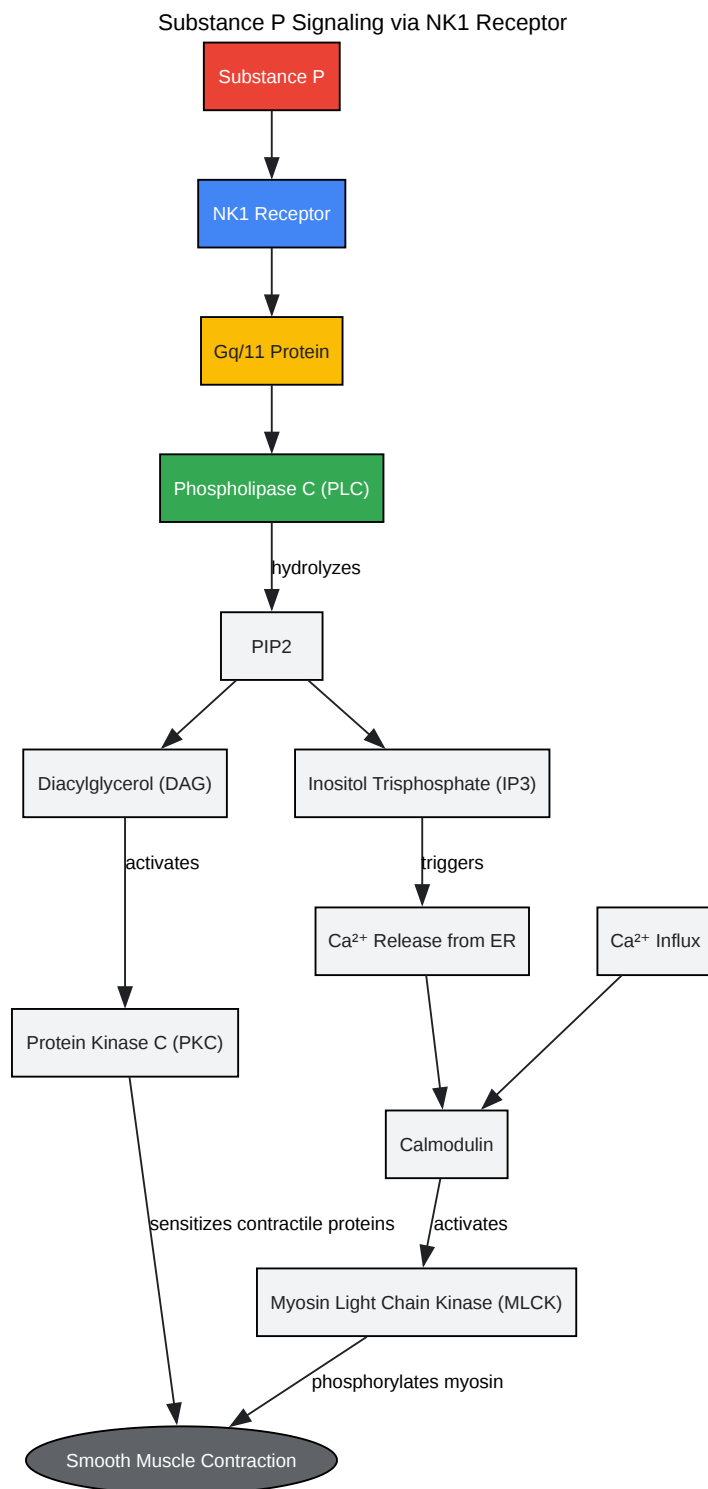 Substance P Signaling via NK1 Receptor
Substance P
NK1 Receptor
Gq/11 Protein
Phospholipase C (PLC)
hydrolyzes
PIP2
Diacylglycerol (DAG)
Inositol Trisphosphate (IP3)
activates
triggers
Ca²⁺ Release from ER
Ca²⁺ Influx
Protein Kinase C (PKC)
Calmodulin
sensitizes contractile proteins
activates
Myosin Light Chain Kinase (MLCK)
phosphorylates myosin
Smooth Muscle Contraction